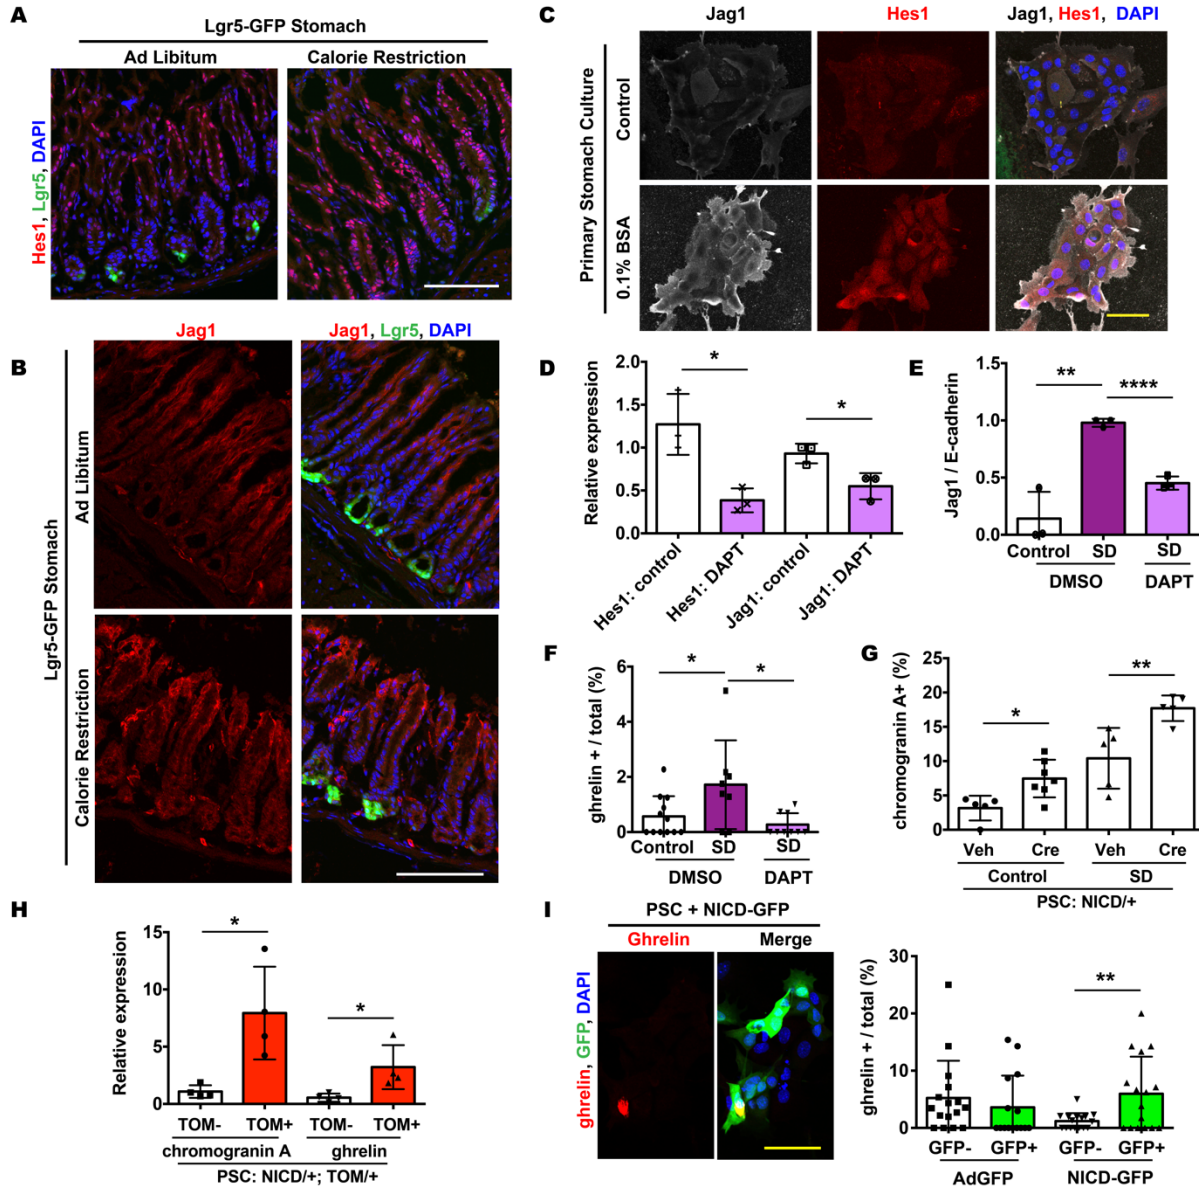 A
Lgr5-GFP Stomach
Ad Libitum
Calorie Restriction
Hes1, Lgr5, DAPI
B
Jag1
Jag1, Lgr5, DAPI
Lgr5-GFP Stomach
Ad Libitum
Calorie Restriction
C
Jag1
Hes1
Jag1, Hes1, DAPI
Primary Stomach Culture
Control
0.1% BSA
D
Relative expression
2.0
1.5
1.0
0.5
0.0
*
*
Hes1: control
Hes1: DAPT
Jag1: control
Jag1: DAPT
E
Jag1 / E-cadherin
1.5
1.0
0.5
0.0
**
****
Control
SD
SD
DMSO
DAPT
F
ghrelin + / total (%)
6
4
2
0
*
*
Control
SD
SD
DMSO
DAPT
G
chromogranin A+ (%)
25
20
15
10
5
0
*
**
Veh
Cre
Veh
Cre
Control
SD
PSC: NICD/+
H
Relative expression
15
10
5
0
*
*
TOM-
TOM+
TOM-
TOM+
chromogranin A
ghrelin
PSC: NICD/+; TOM/+
I
PSC + NICD-GFP
Ghrelin
Merge
ghrelin, GFP, DAPI
ghrelin + / total (%)
30
20
10
0
**
GFP-
GFP+
GFP-
GFP+
AdGFP
NICD-GFP